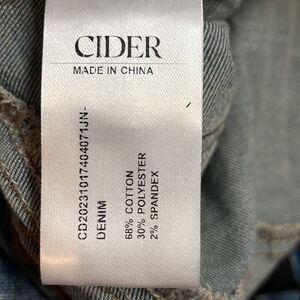 CIDER
MADE IN CHINA
CD20231017404071JN-
DENIM
68% COTTON
30% POLYESTER
2% SPANDEX